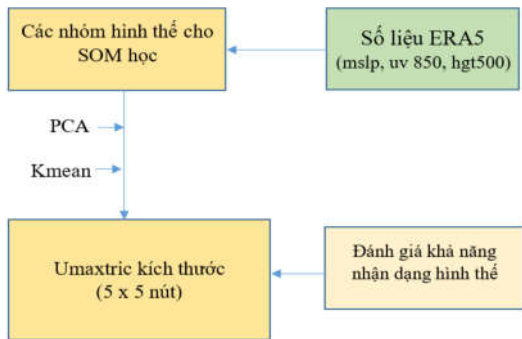 Các nhóm hình thế cho
SOM học
Số liệu ERA5
(mslp, uv 850, hgt500)
PCA
Kmean
Umaxtric kích thước
(5 x 5 nút)
Đánh giá khả năng
nhận dạng hình thế